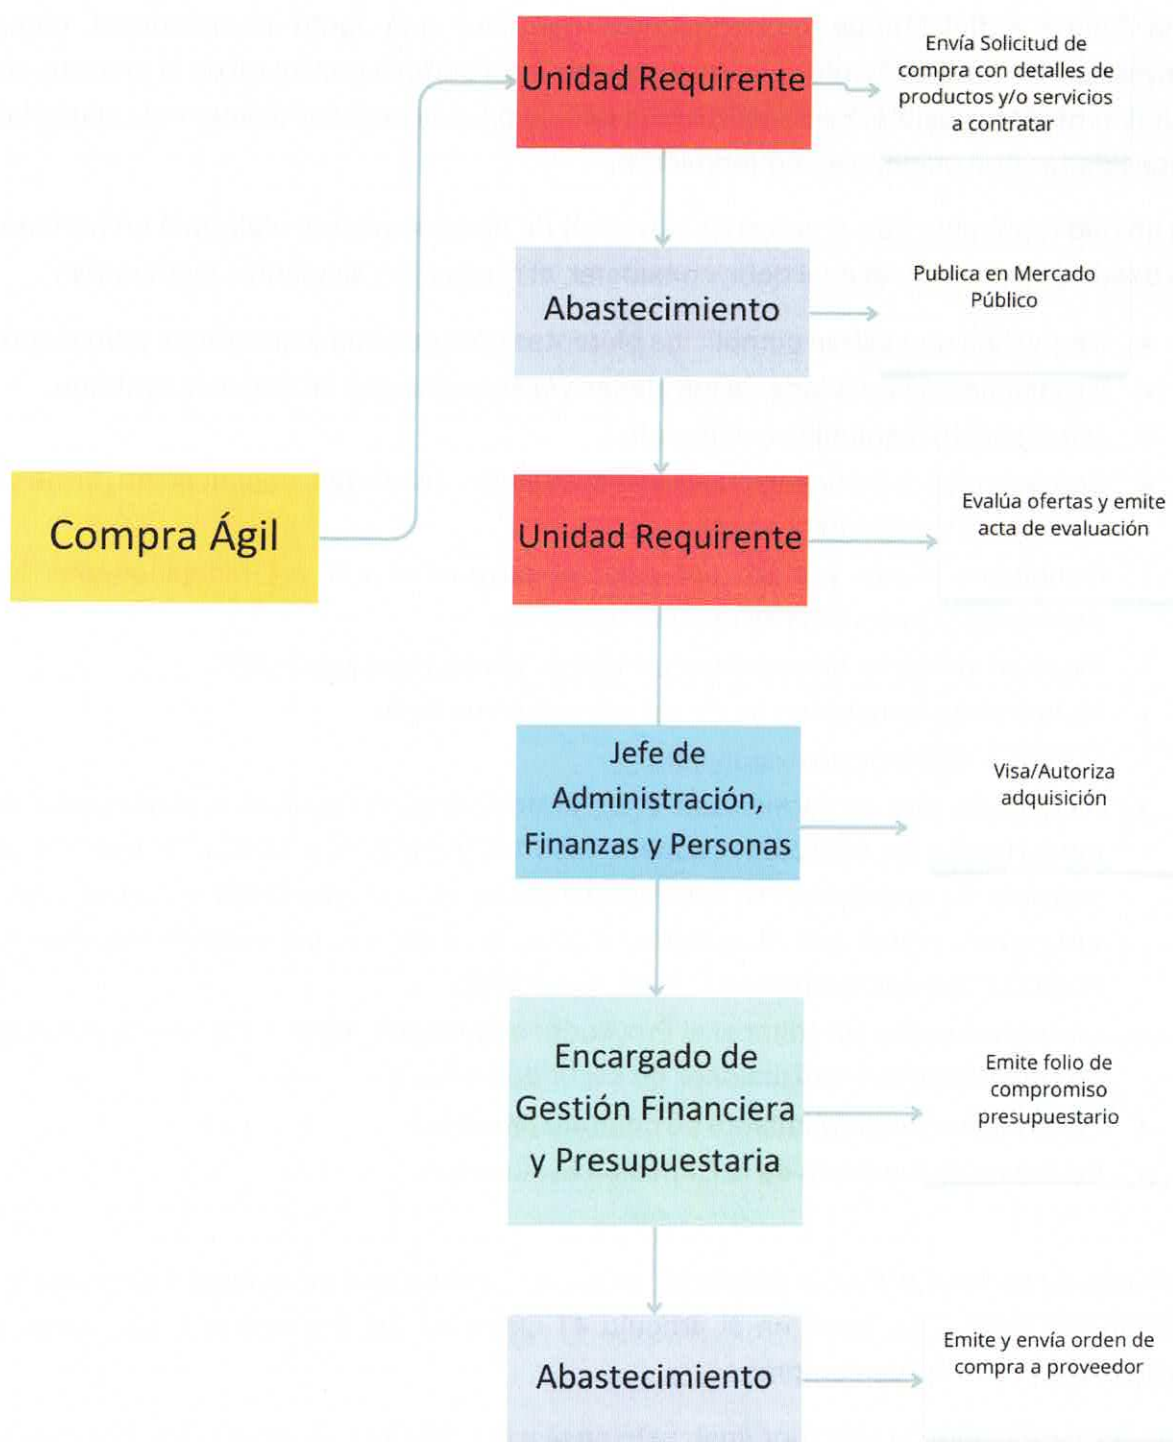 Unidad Requirente
Envía Solicitud de
compra con detalles de
productos y/o servicios
a contratar
Abastecimiento
Publica en Mercado
Público
Compra Ágil
Unidad Requirente
Evalúa ofertas y emite
acta de evaluación
Jefe de
Administración,
Finanzas y Personas
Visa/Autoriza
adquisición
Encargado de
Gestión Financiera
y Presupuestaria
Emite folio de
compromiso
presupuestario
Abastecimiento
Emite y envía orden de
compra a proveedor